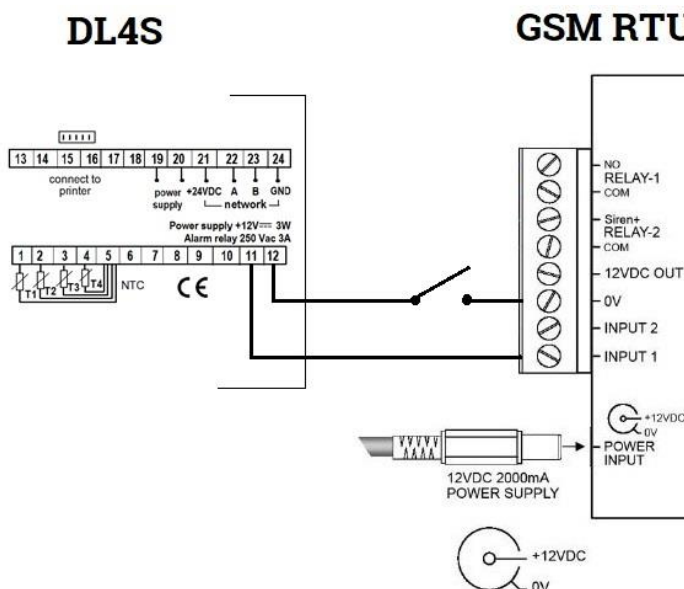 DL4S
GSM RTU
13 14 15 16 17 18 19 20 21 22 23 24
connect to
printer
power
supply
+24VDC A B GND
network
Power supply +12V⎓ 3W
Alarm relay 250 Vac 3A
1 2 3 4 5 6 7 8 9 10 11 12
T1 T2 T3 T4
NTC
CE
NO
RELAY-1
COM
Siren+
RELAY-2
COM
12VDC OUT
0V
INPUT 2
INPUT 1
+12VDC
0V
POWER
INPUT
12VDC 2000mA
POWER SUPPLY
+12VDC
0V